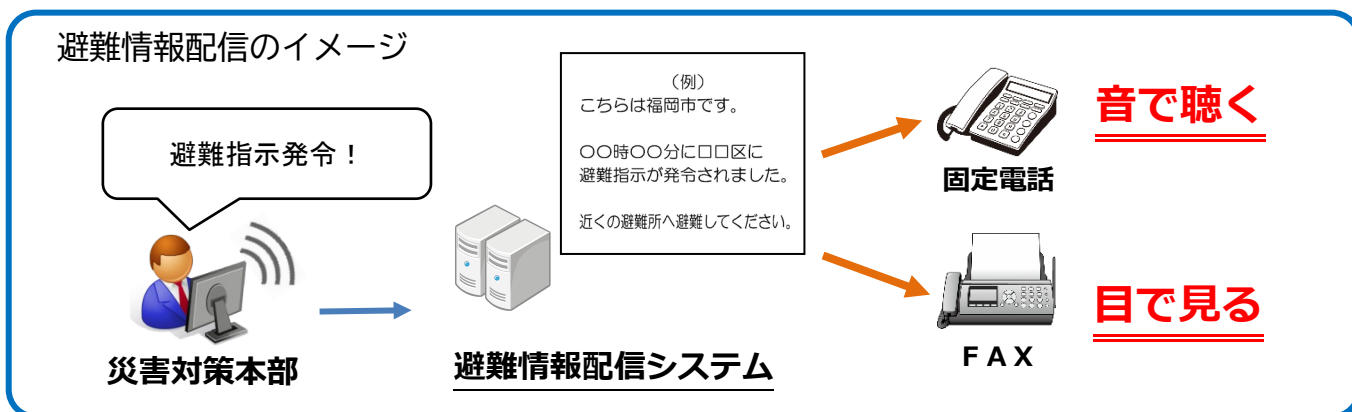 避難情報配信のイメージ
避難指示発令！
災害対策本部
避難情報配信システム
（例）
こちらは福岡市です。
〇〇時〇〇分に□□区に
避難指示が発令されました。
近くの避難所へ避難してください。
固定電話
音で聴く
ＦＡＸ
目で見る